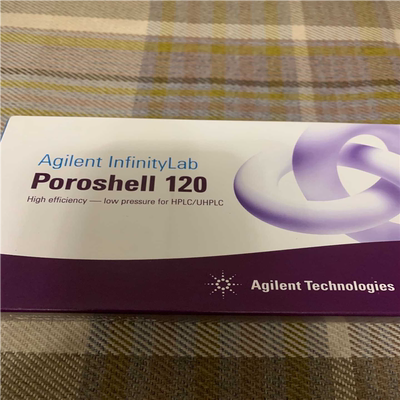 Agilent InfinityLab
Poroshell 120
High efficiency — low pressure for HPLC/UHPLC
Agilent Technologies